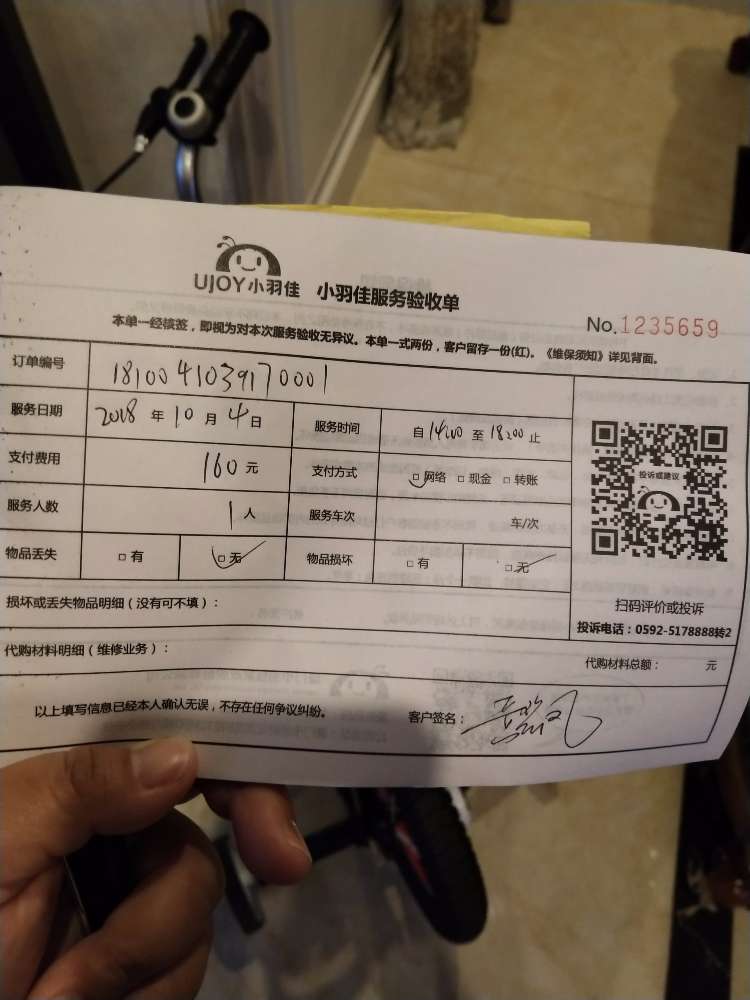 UJOY小羽佳 小羽佳服务验收单
No.1235659
本单一经核签，即视为对本次服务验收无异议。本单一式两份，客户留存一份(红)。《维保须知》详见背面。
订单编号 1810041039170001
服务日期 2018 年 10 月 4 日 服务时间 自 14:00 至 18:00 止
支付费用 160 元 支付方式 □ 网络 □ 现金 □ 转账
服务人数 1 人 服务车次 车/次
物品丢失 □ 有 □ 无 物品损坏 □ 有 □ 无
投诉或建议
扫码评价或投诉
投诉电话：0592-5178888转2
损坏或丢失物品明细（没有可不填）：
代购材料明细（维修业务）：
代购材料总额： 元
以上填写信息已经本人确认无误，不存在任何争议纠纷。 客户签名：